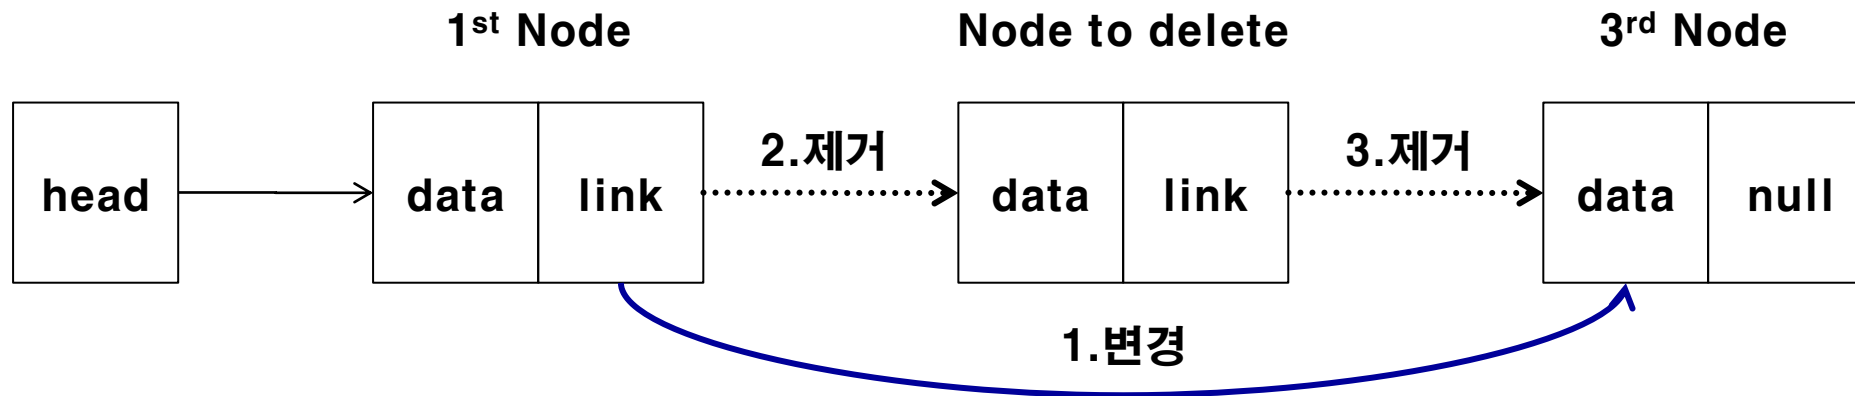 1st Node
Node to delete
3rd Node
head
data
link
2.제거
data
link
3.제거
data
null
1.변경